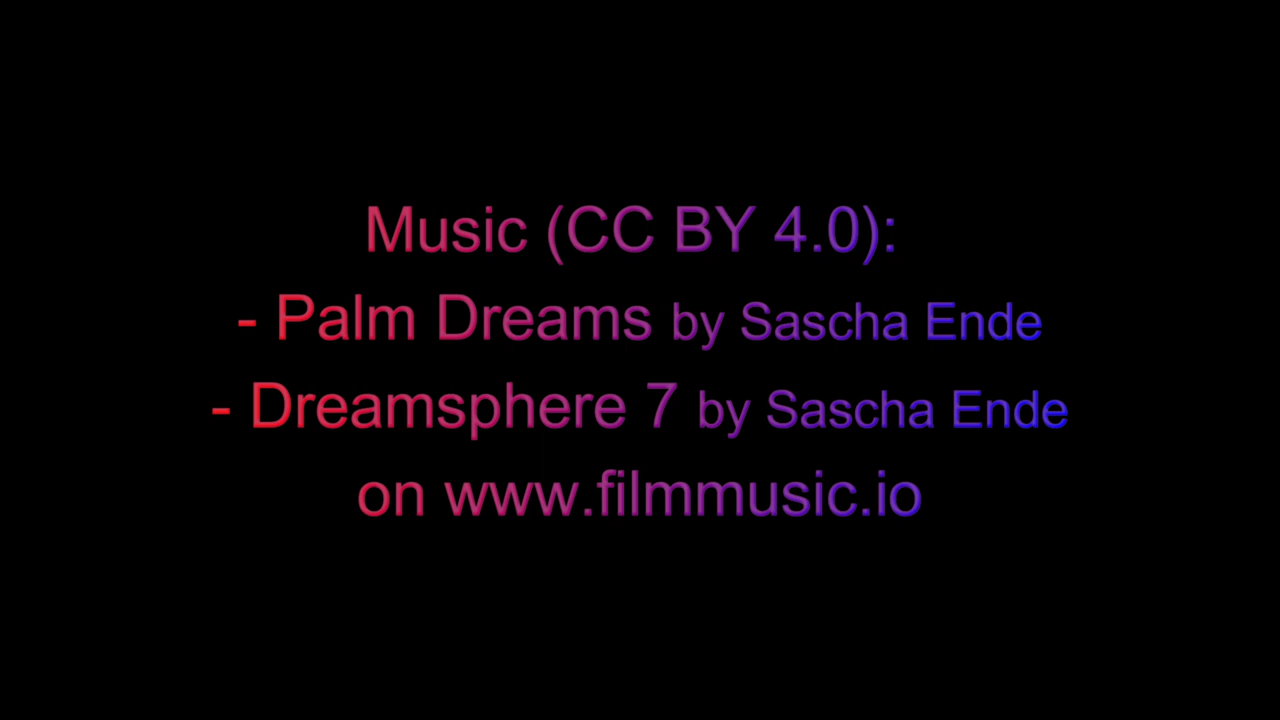 Music (CC BY 4.0):
- Palm Dreams by Sascha Ende
- Dreamsphere 7 by Sascha Ende
on www.filmmusic.io